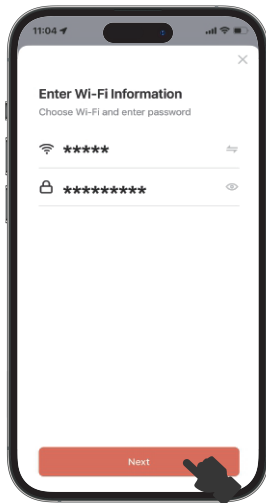 11:04
Enter Wi-Fi Information
Choose Wi-Fi and enter password
*****
*********
Next